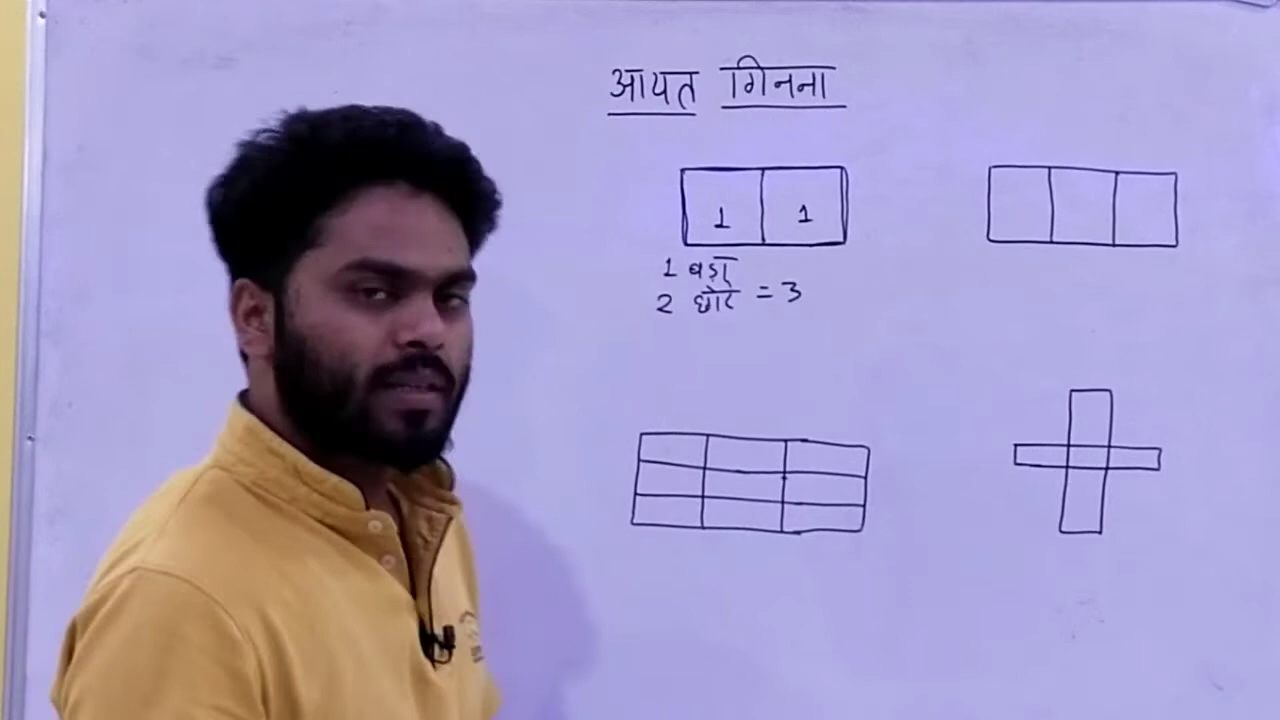 आयत गिनना
1 1
1 बड़ा
2 छोटे = 3